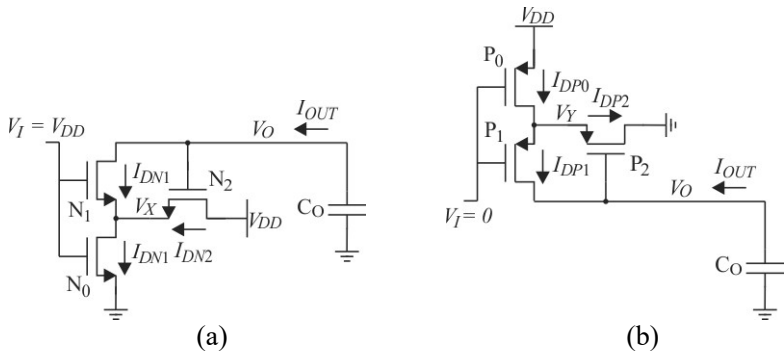 V_I = V_DD
N_1
N_0
I_DN1
V_X
I_DN1
I_DN2
V_O
N_2
V_DD
I_OUT
C_O
(a)
V_DD
P_0
I_DP0
V_Y
I_DP2
P_1
I_DP1
P_2
V_I = 0
V_O
I_OUT
C_O
(b)